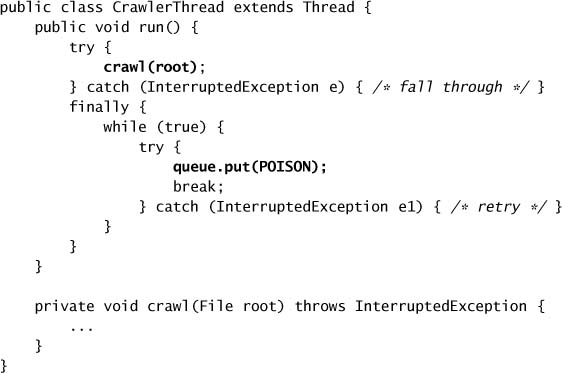 public class CrawlerThread extends Thread {
    public void run() {
        try {
            crawl(root);
        } catch (InterruptedException e) { /* fall through */ }
        finally {
            while (true) {
                try {
                    queue.put(POISON);
                    break;
                } catch (InterruptedException e1) { /* retry */ }
            }
        }
    }

    private void crawl(File root) throws InterruptedException {
        ...
    }
}